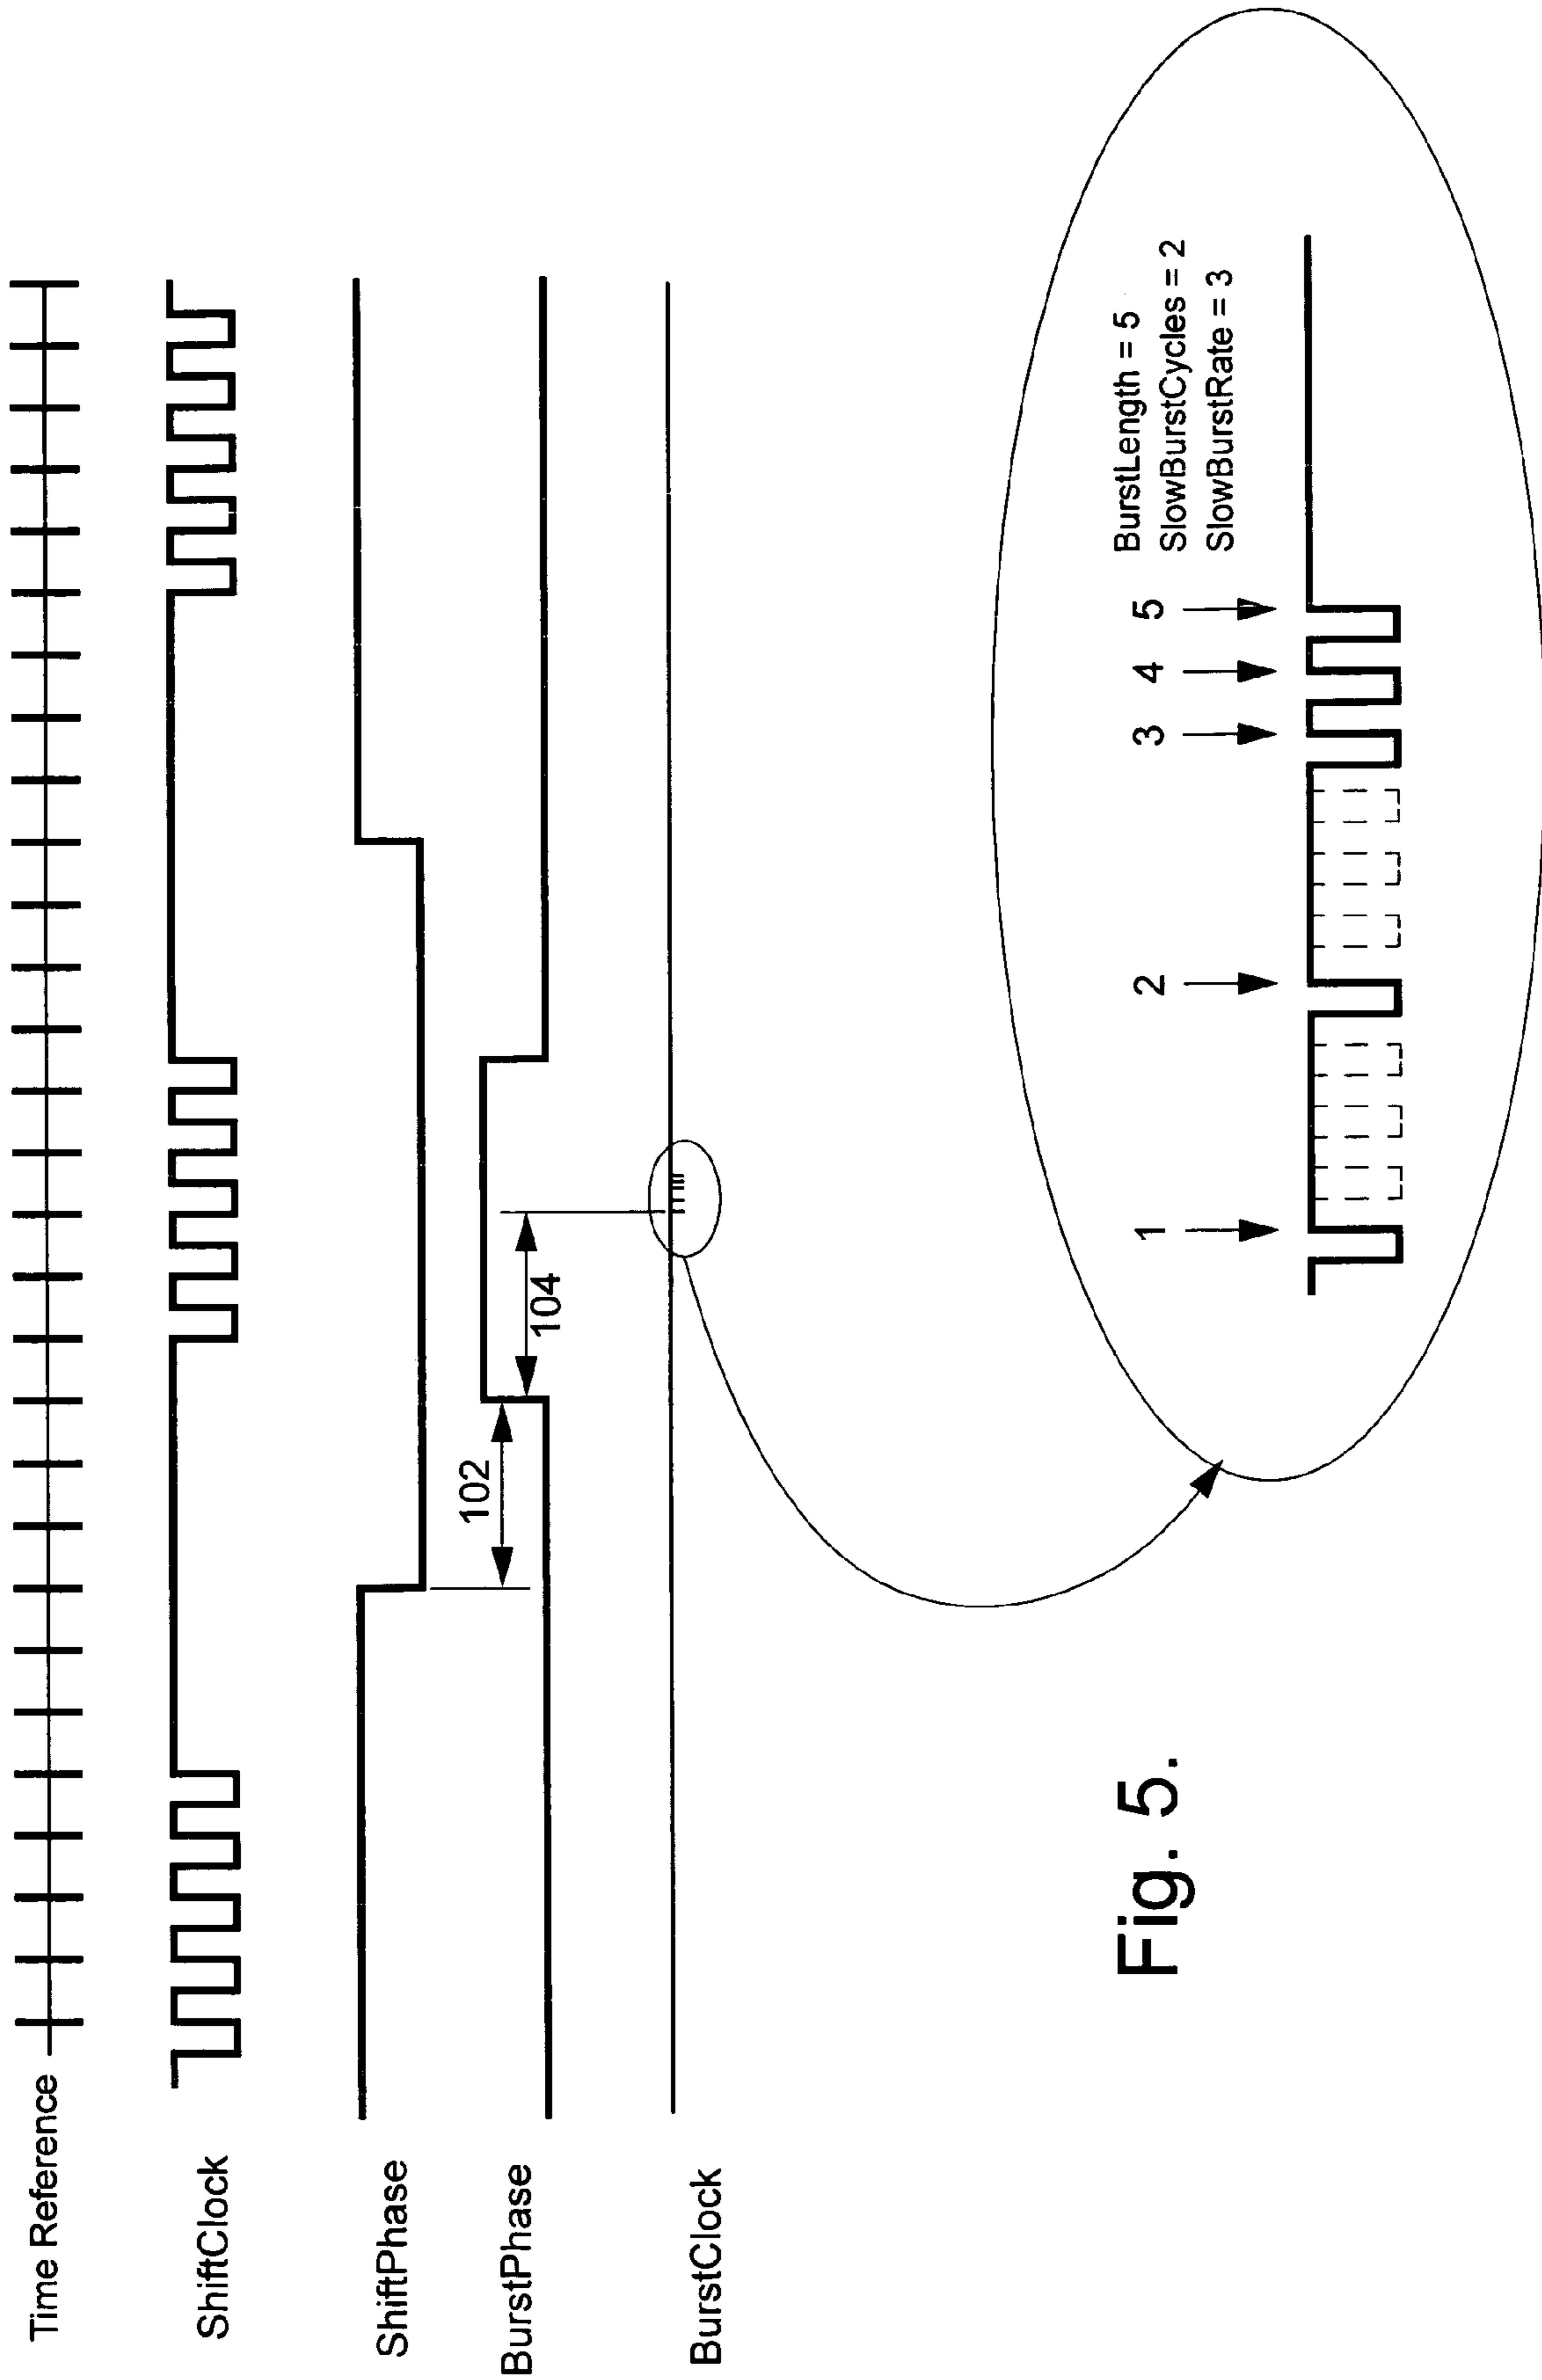 Time Reference
ShiftClock
ShiftPhase
BurstPhase
102
104
BurstClock
BurstLength = 5
SlowBurstCycles = 2
SlowBurstRate = 3
1 2 3 4 5
Fig. 5.